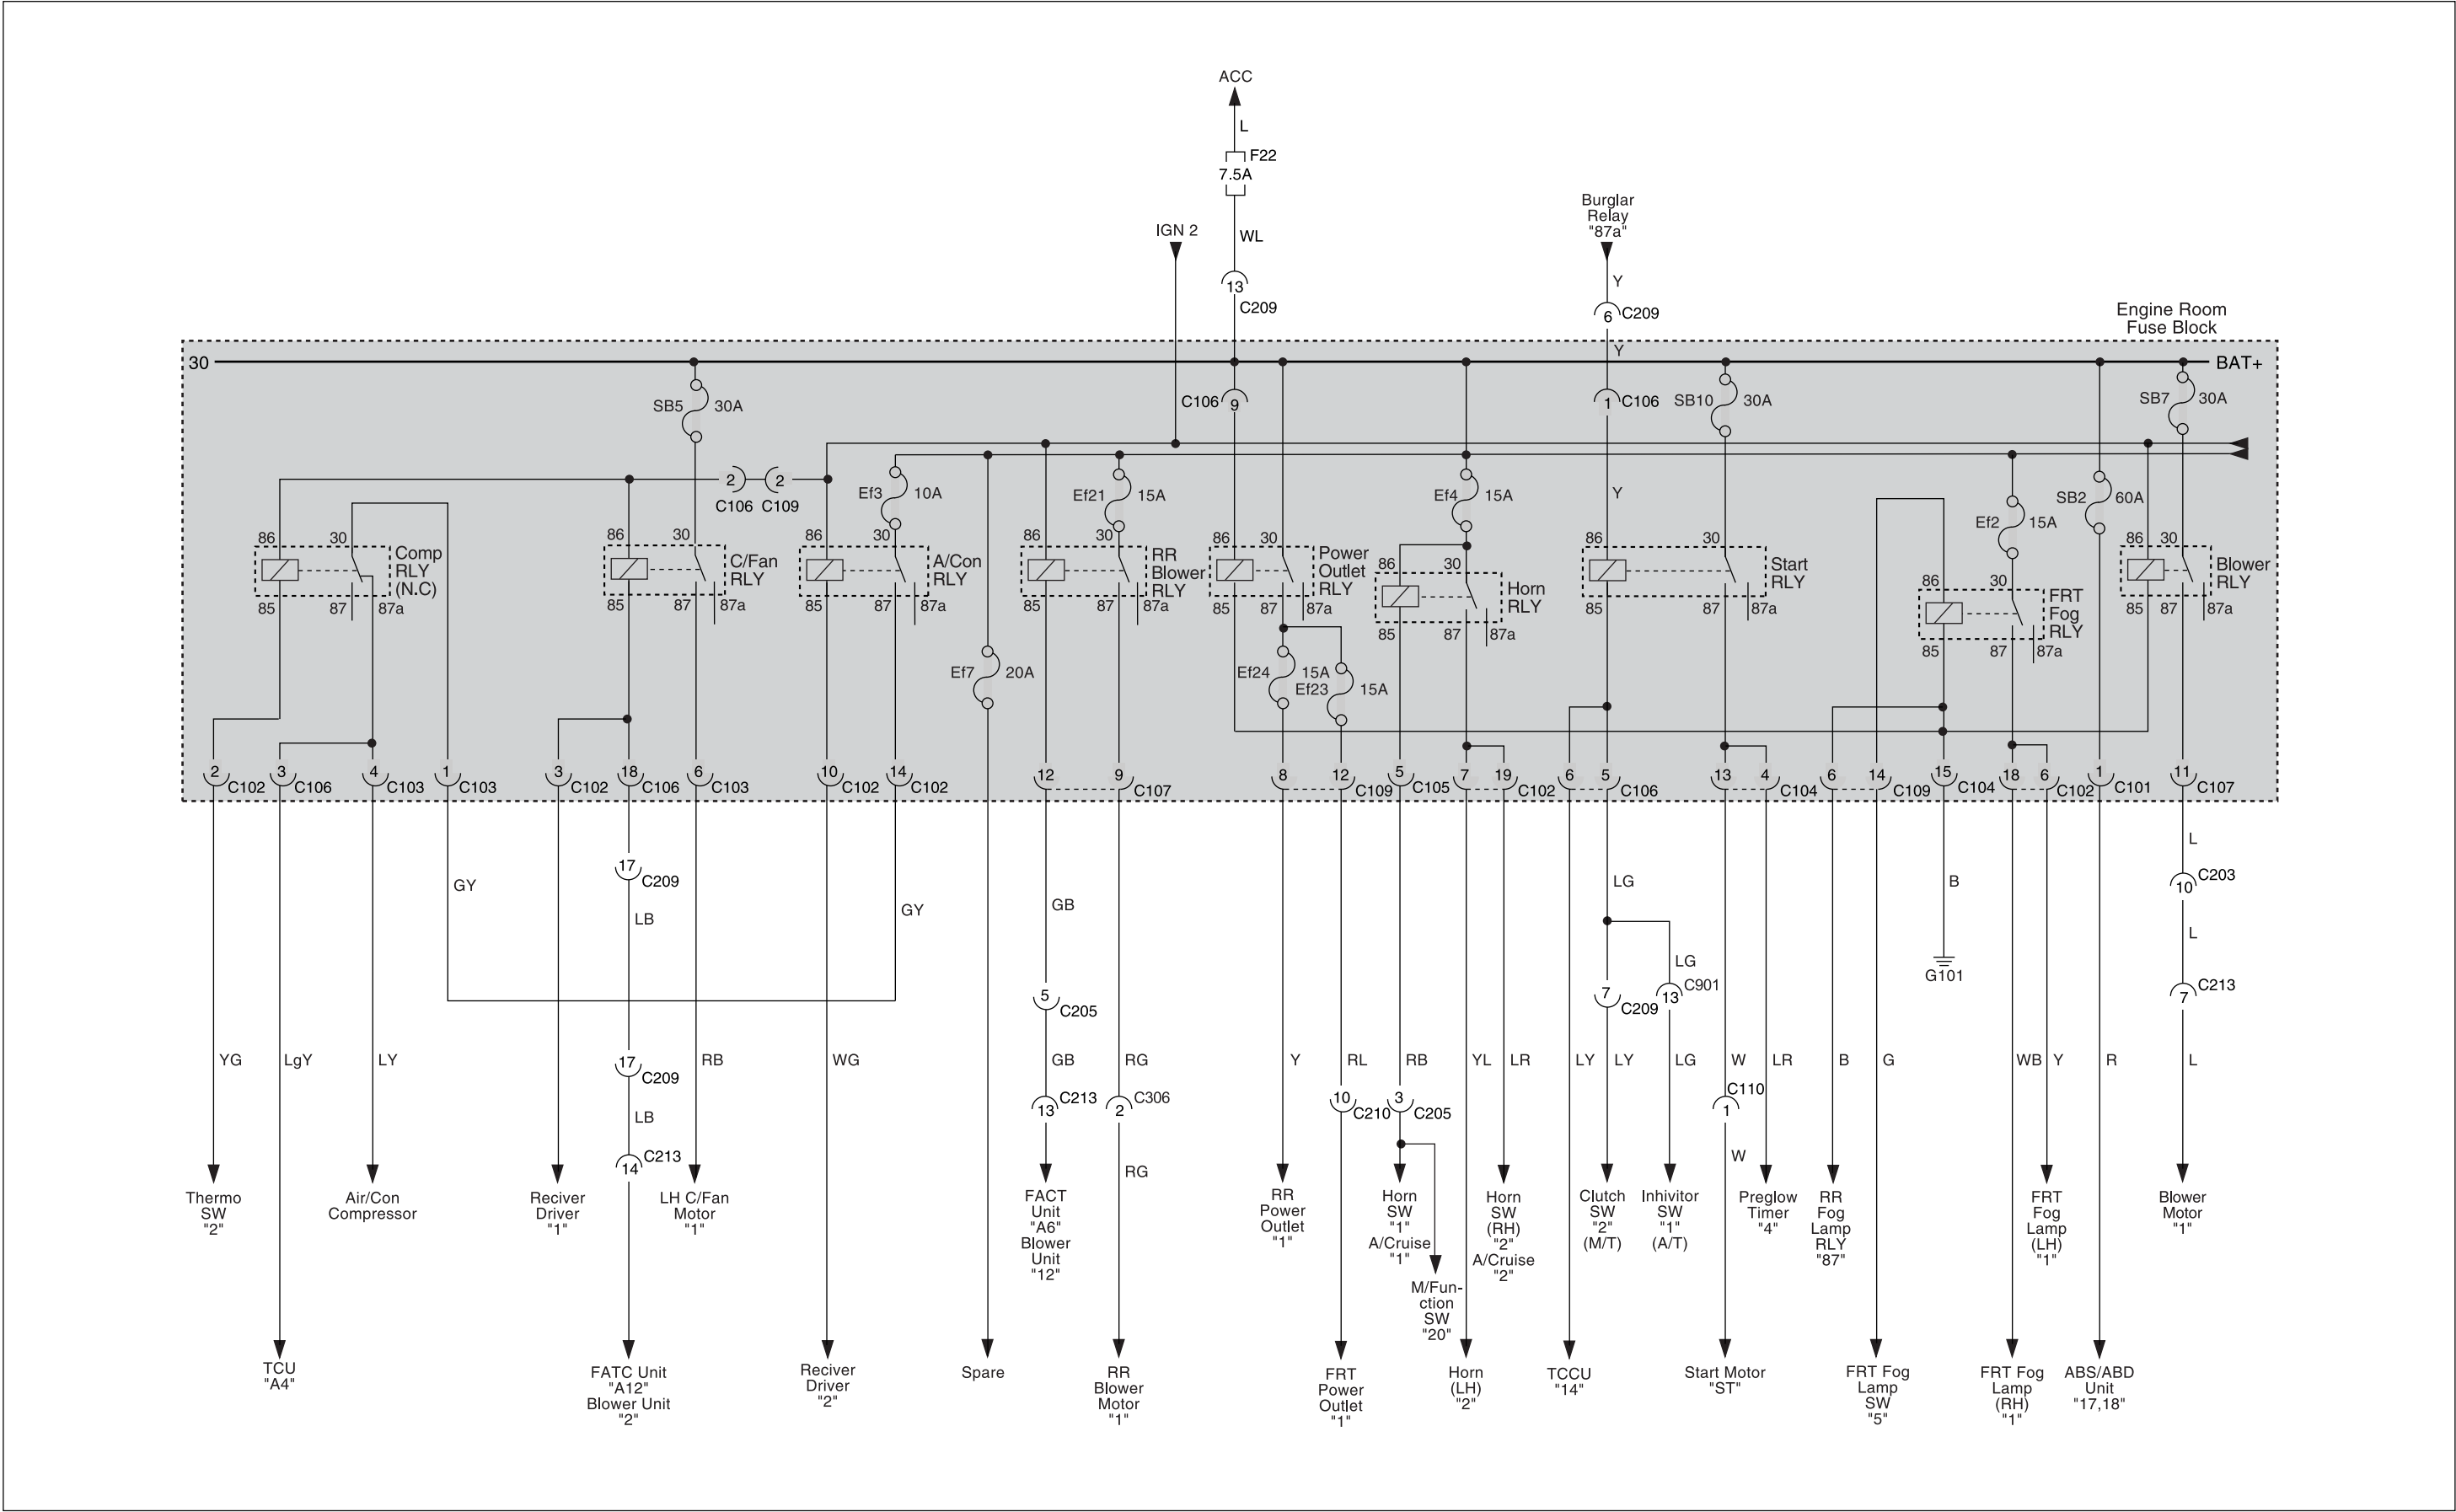 ACC
L
F22
7.5A
WL
13
C209
IGN 2
Burglar
Relay
"87a"
Y
6 C209
Engine Room
Fuse Block
30
Y
BAT+
SB5 30A
C106 9
1 C106
SB10 30A
SB7 30A
2 2
C106 C109
Ef3 10A
Ef21 15A
Ef4 15A
Y
SB2 60A
Ef2 15A
86 30
Comp
RLY
(N.C)
85 87 87a
86 30
C/Fan
RLY
85 87 87a
86 30
A/Con
RLY
85 87 87a
86 30
RR
Blower
RLY
85 87 87a
86 30
Power
Outlet
RLY
85 87 87a
86 30
Horn
RLY
85 87 87a
86 30
Start
RLY
85 87 87a
86 30
FRT
Fog
RLY
85 87 87a
86 30
Blower
RLY
85 87 87a
Ef7 20A
Ef24 15A
Ef23 15A
2 C102
3 C106
4 C103
1 C103
3 C102
18 C106
6 C103
10 C102
14 C102
12 9 C107
8 12 C109
5 C105
7 19 C102
6 5 C106
13 4 C104
6 14 C109
15 C104
18 6 C102
1 C101
11 C107
GY
17
C209
LB
GY
GB
LG
LG
C901
13
7
C209
B
G101
L
C203
10
L
C213
7
5
C205
YG
LgY
LY
17
C209
RB
WG
GB
RG
Y
RL
RB
YL
LR
LY
LY
LG
W
LR
B
G
WB
Y
R
L
LB
C213
14
C213
13
C306
2
RG
10
C210
3
C205
C110
1
W
Thermo
SW
"2"
Air/Con
Compressor
Reciver
Driver
"1"
LH C/Fan
Motor
"1"
FACT
Unit
"A6"
Blower
Unit
"12"
RR
Power
Outlet
"1"
Horn
SW
"1"
A/Cruise
"1"
Horn
SW
(RH)
"2"
A/Cruise
"2"
Clutch
SW
"2"
(M/T)
Inhivitor
SW
"1"
(A/T)
Preglow
Timer
"4"
RR
Fog
Lamp
RLY
"87"
FRT
Fog
Lamp
(LH)
"1"
Blower
Motor
"1"
M/Fun-
ction
SW
"20"
TCU
"A4"
FATC Unit
"A12"
Blower Unit
"2"
Reciver
Driver
"2"
Spare
RR
Blower
Motor
"1"
FRT
Power
Outlet
"1"
Horn
(LH)
"2"
TCCU
"14"
Start Motor
"ST"
FRT Fog
Lamp
SW
"5"
FRT Fog
Lamp
(RH)
"1"
ABS/ABD
Unit
"17,18"